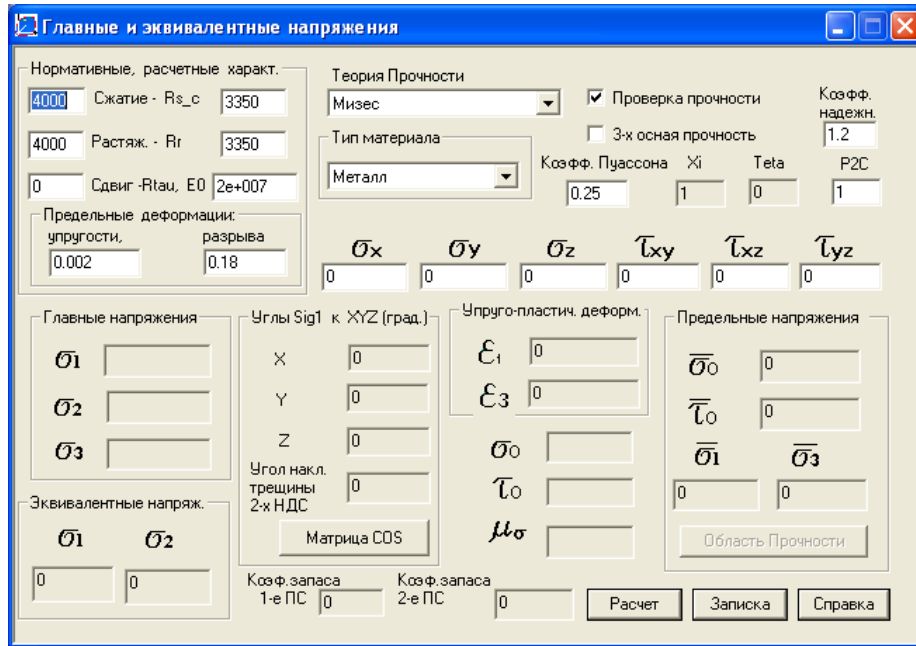 Главные и эквивалентные напряжения
Нормативные, расчетные характ.
4000 Сжатие - Rs_c 3350
4000 Растяж. - Rr 3350
0 Сдвиг -Rtau, E0 2e+007
Предельные деформации:
упругости, разрыва
0.002 0.18
Теория Прочности
Мизес
Тип материала
Металл
Проверка прочности
3-х осная прочность
Коэфф. надежн.
1.2
Коэфф. Пуассона Xi Teta P2C
0.25 1 0 1
σx σy σz τxy τxz τyz
0 0 0 0 0 0
Главные напряжения
σ1
σ2
σ3
Эквивалентные напряж.
σ1 σ2
0 0
Углы Sig1 к XYZ (град.)
X 0
Y 0
Z 0
Угол накл.
трещины 0
2-х НДС
Матрица COS
Упруго-пластич. деформ.
ε1 0
ε3 0
σ0
τ0
μσ
Предельные напряжения
σ̅0 0
τ̅0 0
σ̅1 σ̅3
0 0
Область Прочности
Коэф.запаса
1-е ПС 0
Коэф.запаса
2-е ПС 0
Расчет Записка Справка